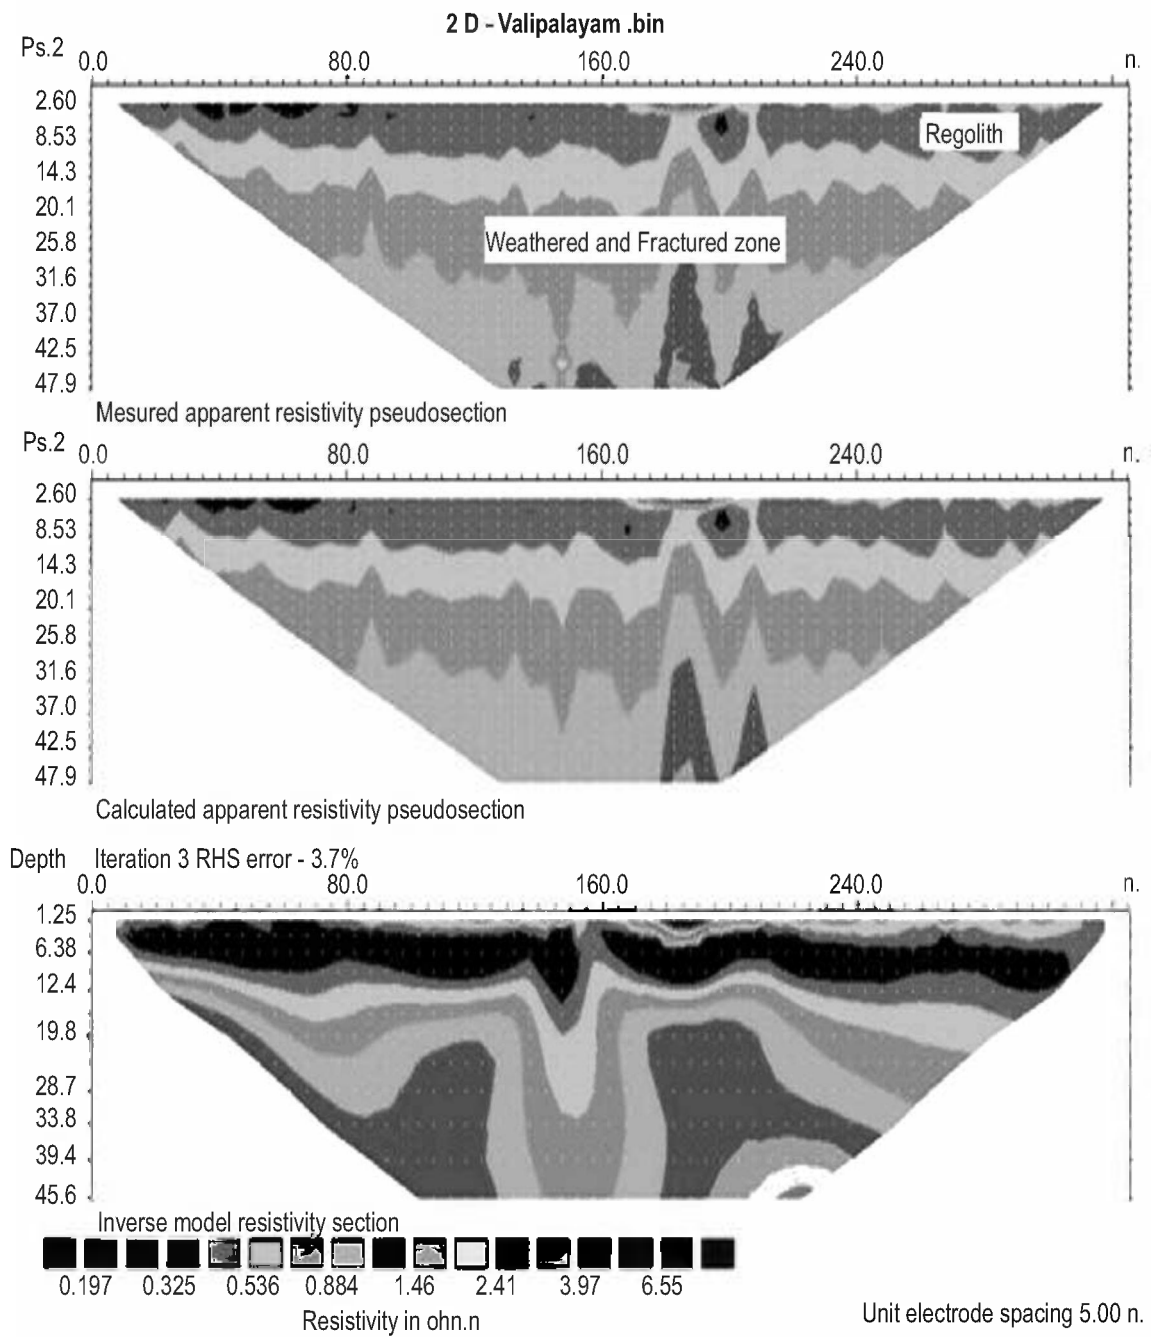 2 D - Valipalayam .bin
Ps.2
0.0 80.0 160.0 240.0 n.
2.60
8.53
14.3
20.1
25.8
31.6
37.0
42.5
47.9
Regolith
Weathered and Fractured zone
Mesured apparent resistivity pseudosection
Ps.2
0.0 80.0 160.0 240.0 n.
2.60
8.53
14.3
20.1
25.8
31.6
37.0
42.5
47.9
Calculated apparent resistivity pseudosection
Depth Iteration 3 RHS error - 3.7%
0.0 80.0 160.0 240.0 n.
1.25
6.38
12.4
19.8
28.7
33.8
39.4
45.6
Inverse model resistivity section
0.197 0.325 0.536 0.884 1.46 2.41 3.97 6.55
Resistivity in ohn.n
Unit electrode spacing 5.00 n.